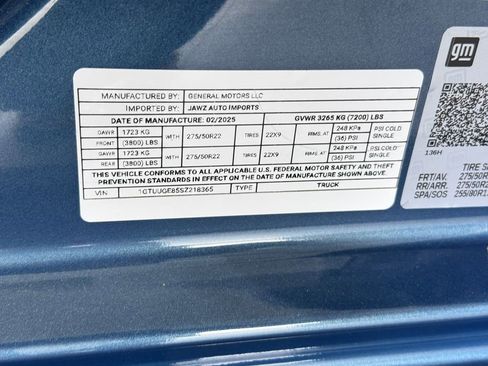 MANUFACTURED BY: GENERAL MOTORS LLC
IMPORTED BY: JAWZ AUTO IMPORTS
DATE OF MANUFACTURE: 02/2025 GVWR 3265 KG (7200) LBS
GAWR FRONT 1723 KG (3800) LBS WITH 275/50R22 TIRES 22X9 RIMS, AT 248 KPa (36) PSI PSI COLD SINGLE
GAWR REAR 1723 KG (3800) LBS WITH 275/50R22 TIRES 22X9 RIMS, AT 248 KPa (36) PSI PSI COLD SINGLE
THIS VEHICLE CONFORMS TO ALL APPLICABLE U.S. FEDERAL MOTOR SAFETY AND THEFT
PREVENTION STANDARDS IN EFFECT ON THE DATE OF MANUFACTURE SHOWN ABOVE
VIN 1GTUUGE85SZ218365 TYPE TRUCK
gm
136H
TIRE
FRT/AV. 275/50R
RR/ARR. 275/50R2
SPA/SOS 255/80R1